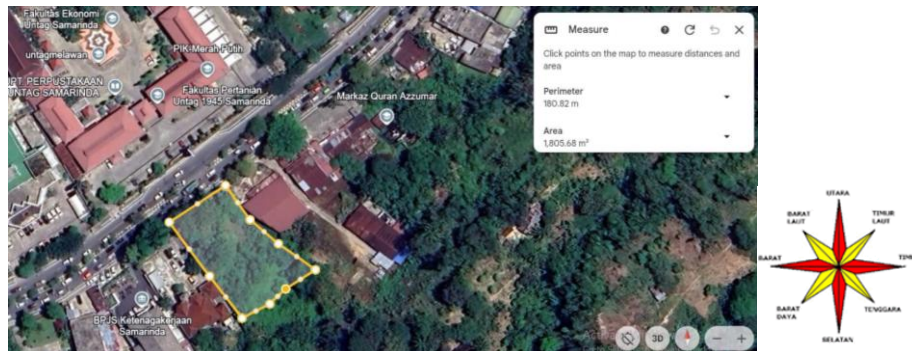 Fakultas Ekonomi
Untag Samarinda
untagmelawan
PIK-Merah-Putih
UPT. PERPUSTAKAAN
UNTAG SAMARINDA
Fakultas Pertanian
Untag 1945 Samarinda
Markaz Quran Azzumar
BPJS Ketenagakerjaan
Samarinda
Measure
Click points on the map to measure distances and
area
Perimeter
180.82 m
Area
1,805.68 m²
3D
UTARA
BARAT
LAUT
TIMUR
LAUT
BARAT
TIM
BARAT
DAYA
TENGGARA
SELATAN